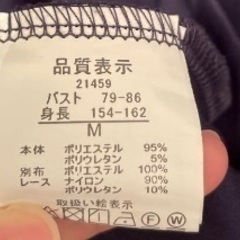 品質表示
21459
バスト 79-86
身長 154-162
M
本体 ポリエステル 95%
ポリウレタン 5%
別布 ポリエステル 100%
レース ナイロン 90%
ポリウレタン 10%
取扱い絵表示